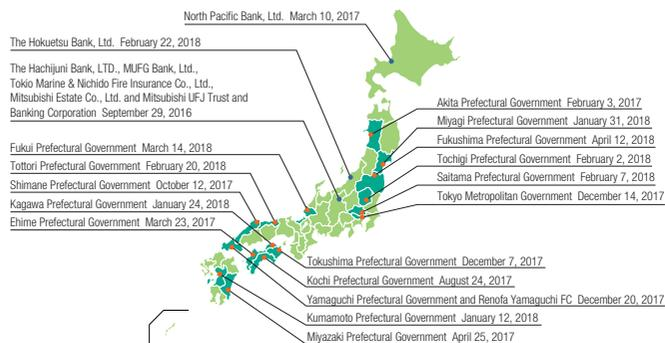 North Pacific Bank, Ltd. March 10, 2017
The Hokuetsu Bank, Ltd. February 22, 2018
The Hachijuni Bank, LTD., MUFG Bank, Ltd.,
Tokio Marine & Nichido Fire Insurance Co., Ltd.,
Mitsubishi Estate Co., Ltd. and Mitsubishi UFJ Trust and
Banking Corporation September 29, 2016
Fukui Prefectural Government March 14, 2018
Tottori Prefectural Government February 20, 2018
Shimane Prefectural Government October 12, 2017
Kagawa Prefectural Government January 24, 2018
Ehime Prefectural Government March 23, 2017
Akita Prefectural Government February 3, 2017
Miyagi Prefectural Government January 31, 2018
Fukushima Prefectural Government April 12, 2018
Tochigi Prefectural Government February 2, 2018
Saitama Prefectural Government February 7, 2018
Tokyo Metropolitan Government December 14, 2017
Tokushima Prefectural Government December 7, 2017
Kochi Prefectural Government August 24, 2017
Yamaguchi Prefectural Government and Renofa Yamaguchi FC December 20, 2017
Kumamoto Prefectural Government January 12, 2018
Miyazaki Prefectural Government April 25, 2017